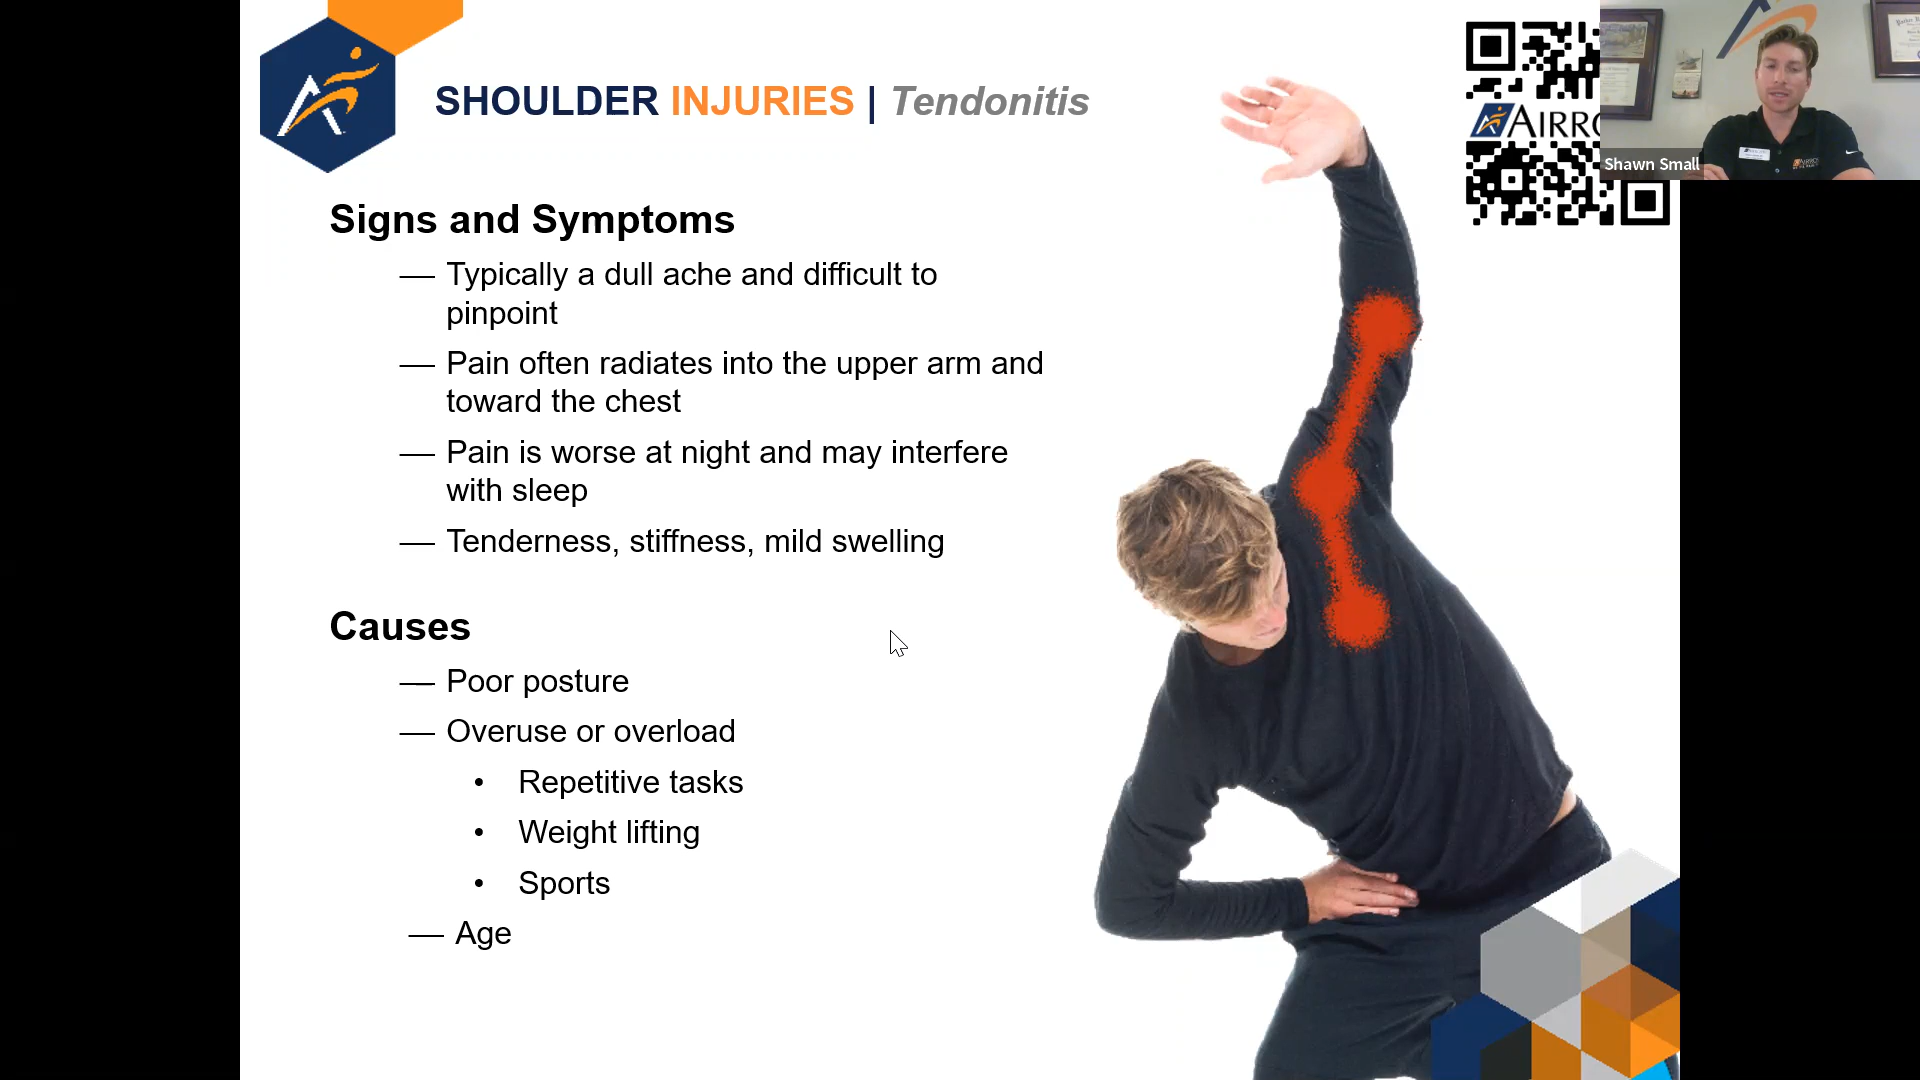 SHOULDER INJURIES | Tendonitis
AIRRO
Shawn Small
Signs and Symptoms
— Typically a dull ache and difficult to
pinpoint
— Pain often radiates into the upper arm and
toward the chest
— Pain is worse at night and may interfere
with sleep
— Tenderness, stiffness, mild swelling
Causes
— Poor posture
— Overuse or overload
• Repetitive tasks
• Weight lifting
• Sports
— Age